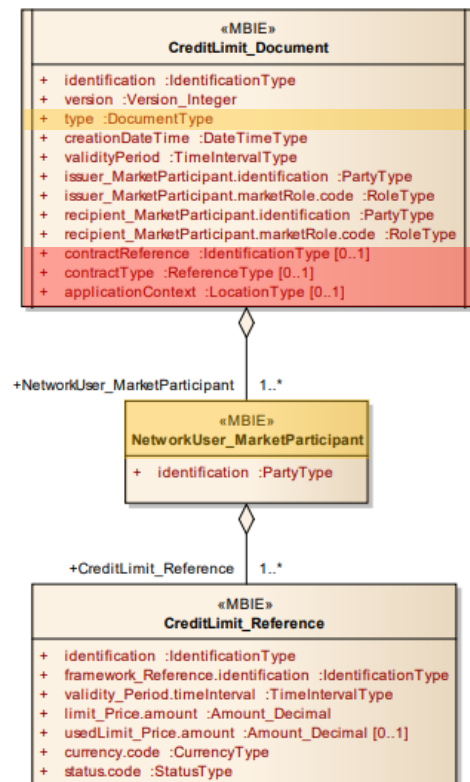 «MBIE»
CreditLimit_Document
+ identification :IdentificationType
+ version :Version_Integer
+ type :DocumentType
+ creationDateTime :DateTimeType
+ validityPeriod :TimeIntervalType
+ issuer_MarketParticipant.identification :PartyType
+ issuer_MarketParticipant.marketRole.code :RoleType
+ recipient_MarketParticipant.identification :PartyType
+ recipient_MarketParticipant.marketRole.code :RoleType
+ contractReference :IdentificationType [0..1]
+ contractType :ReferenceType [0..1]
+ applicationContext :LocationType [0..1]
+NetworkUser_MarketParticipant 1..*
«MBIE»
NetworkUser_MarketParticipant
+ identification :PartyType
+CreditLimit_Reference 1..*
«MBIE»
CreditLimit_Reference
+ identification :IdentificationType
+ framework_Reference.identification :IdentificationType
+ validity_Period.timeInterval :TimeIntervalType
+ limit_Price.amount :Amount_Decimal
+ usedLimit_Price.amount :Amount_Decimal [0..1]
+ currency.code :CurrencyType
+ status.code :StatusType